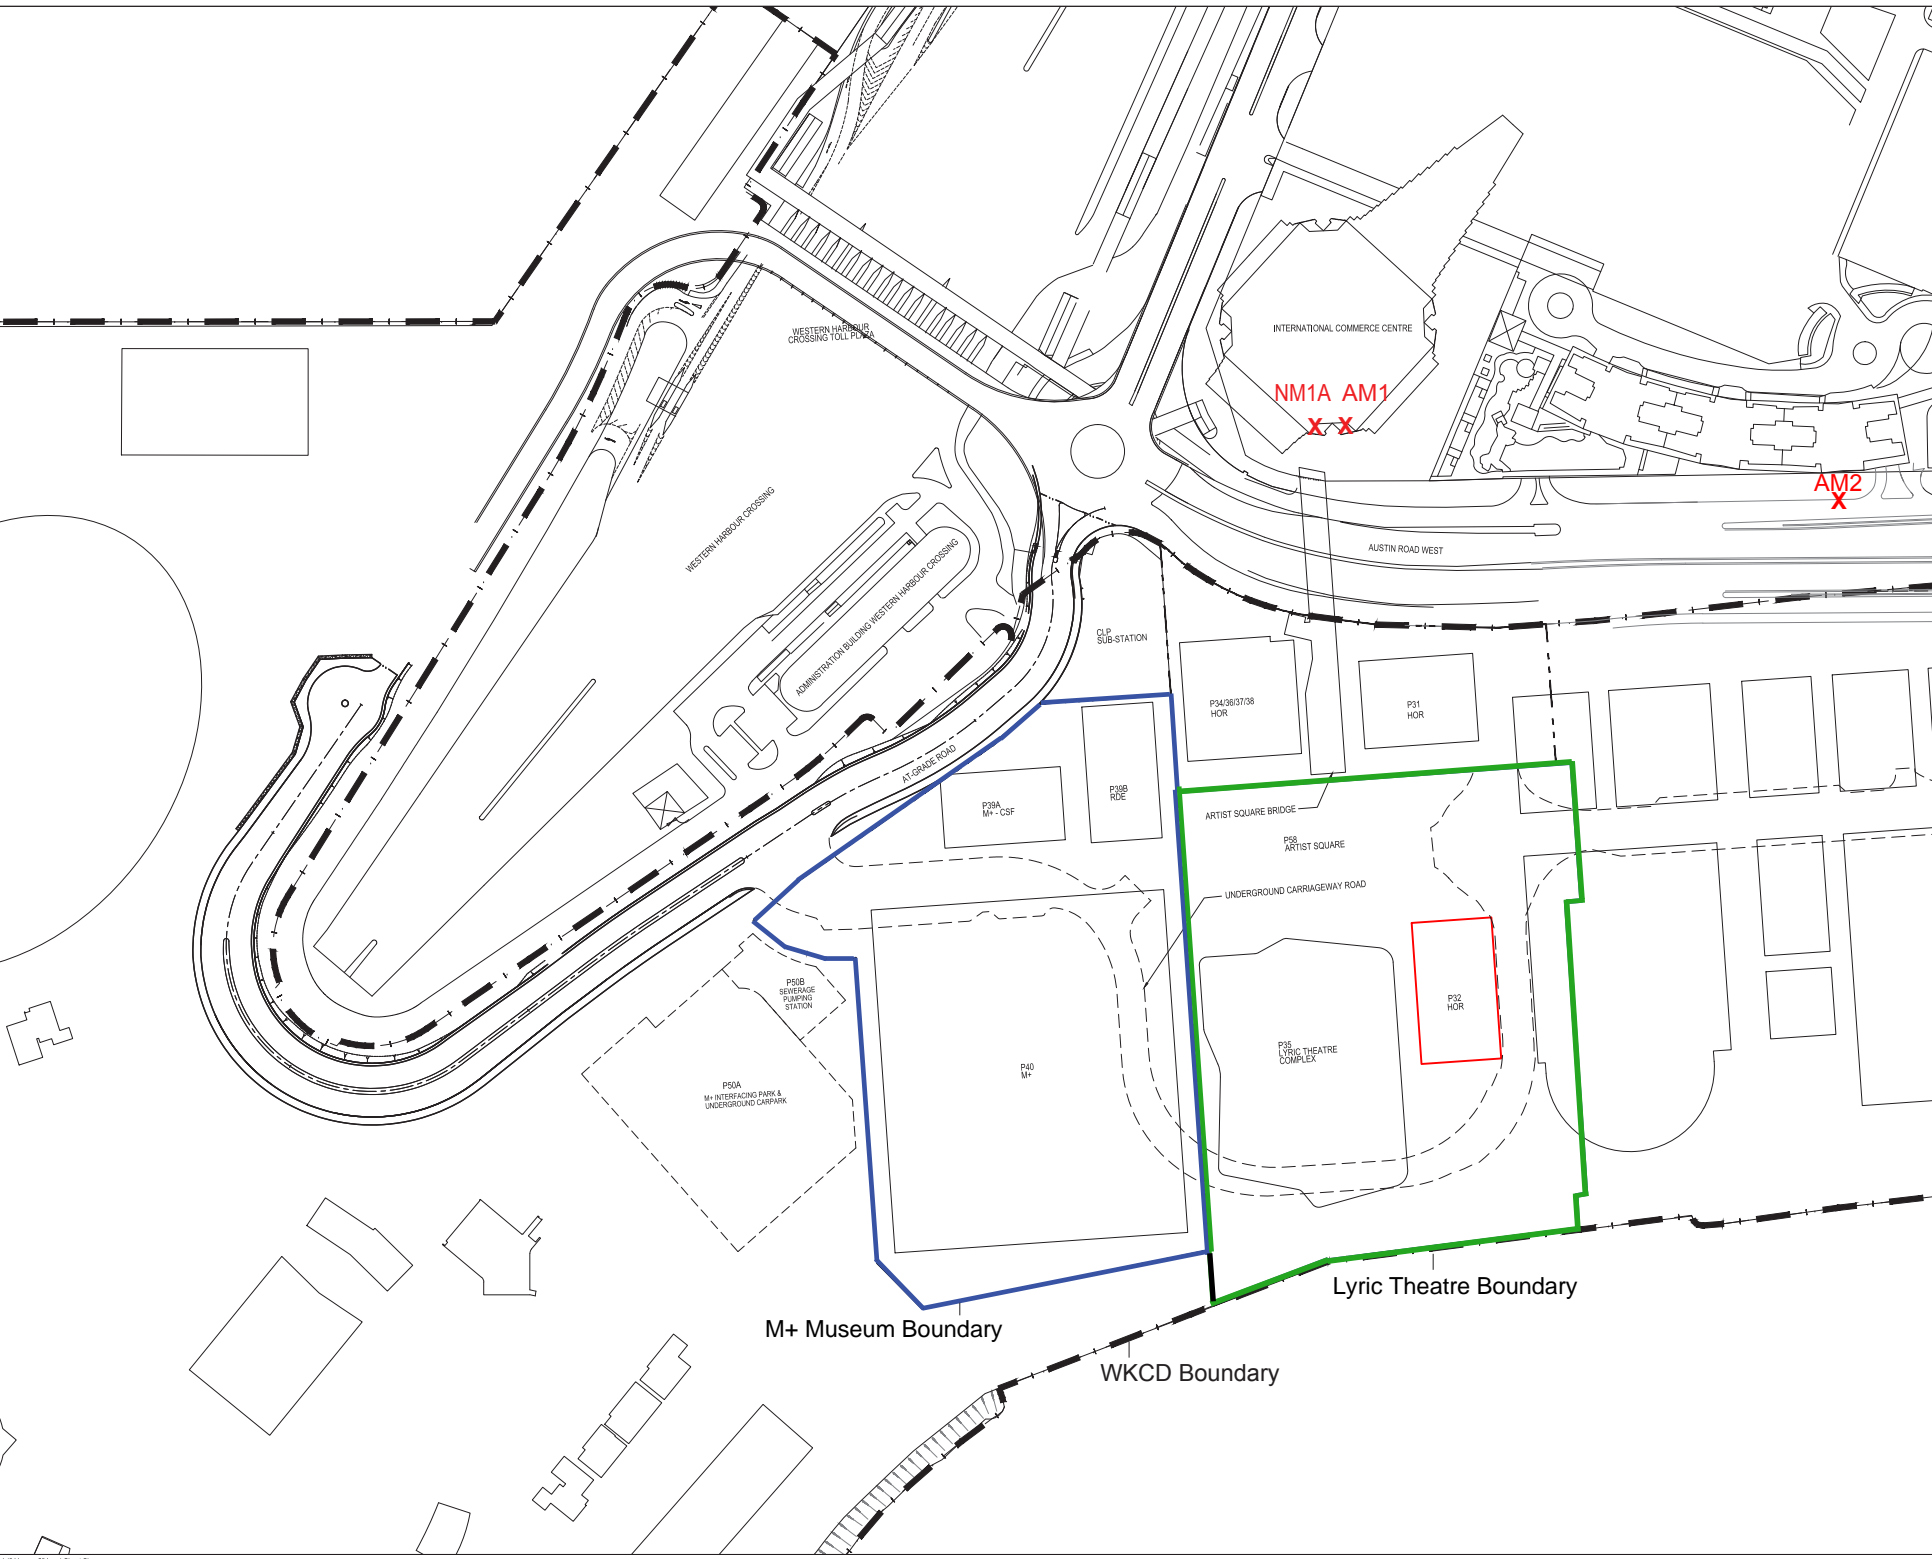 WESTERN HARBOUR
CROSSING TOLL PLAZA
INTERNATIONAL COMMERCE CENTRE
NM1A AM1
X X
AM2
X
WESTERN HARBOUR CROSSING
AUSTIN ROAD WEST
ADMINISTRATION BUILDING WESTERN HARBOUR CROSSING
CLP
SUB-STATION
P34/36/37/38
HOR
P31
HOR
AT-GRADE ROAD
P39A
M+ - CSF
P39B
RDE
ARTIST SQUARE BRIDGE
P58
ARTIST SQUARE
UNDERGROUND CARRIAGEWAY ROAD
P50B
SEWERAGE
PUMPING
STATION
P32
HOR
P35
LYRIC THEATRE
COMPLEX
P40
M+
P50A
M+ INTERFACING PARK &
UNDERGROUND CARPARK
Lyric Theatre Boundary
M+ Museum Boundary
WKCD Boundary